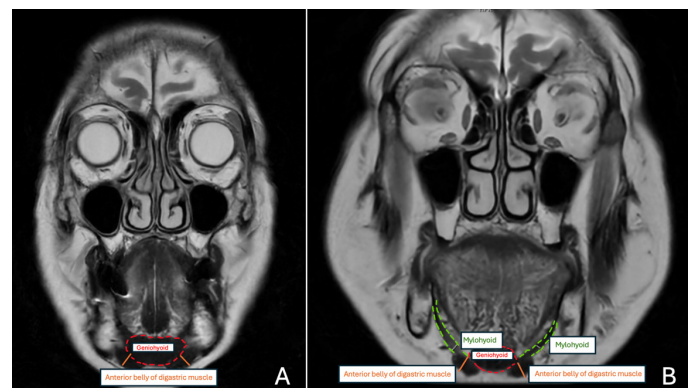 Geniohyoid
Anterior belly of digastric muscle
A
Mylohyoid
Mylohyoid
Geniohyoid
Anterior belly of digastric muscle
Anterior belly of digastric muscle
B